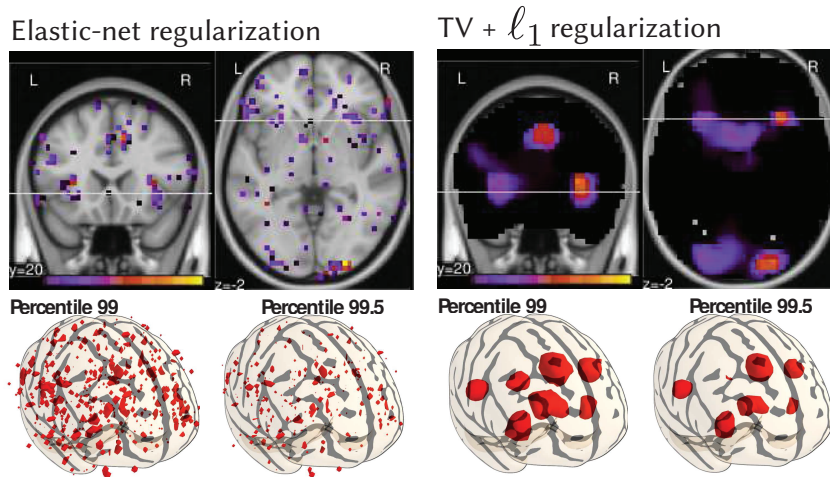 Elastic-net regularization
TV + ℓ1 regularization
L R L R
L R L R
y=20
z=-2
y=20
z=-2
Percentile 99
Percentile 99.5
Percentile 99
Percentile 99.5